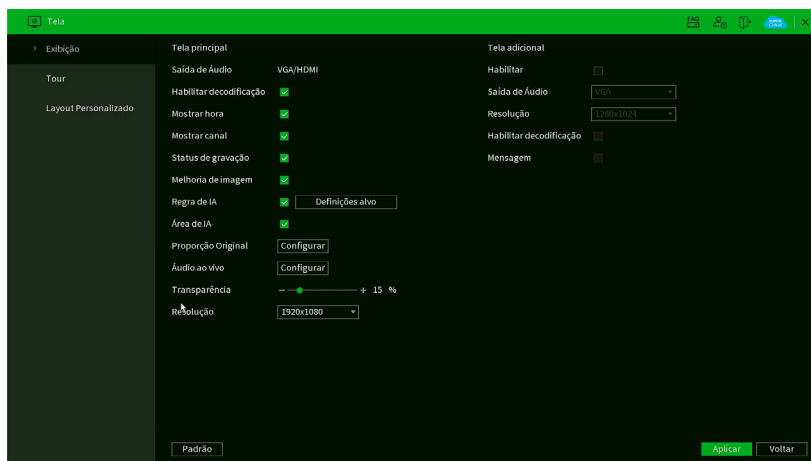 Tela
FAQ
> Exibição
Tour
Layout Personalizado
Tela principal
Saída de Áudio VGA/HDMI
Habilitar decodificação
Mostrar hora
Mostrar canal
Status de gravação
Melhoria de imagem
Regra de IA Definições alvo
Área de IA
Proporção Original Configurar
Áudio ao vivo Configurar
Transparência - + 15 %
Resolução 1920x1080
Tela adicional
Habilitar
Saída de Áudio VGA
Resolução 1280x1024
Habilitar decodificação
Mensagem
Padrão
Aplicar Voltar